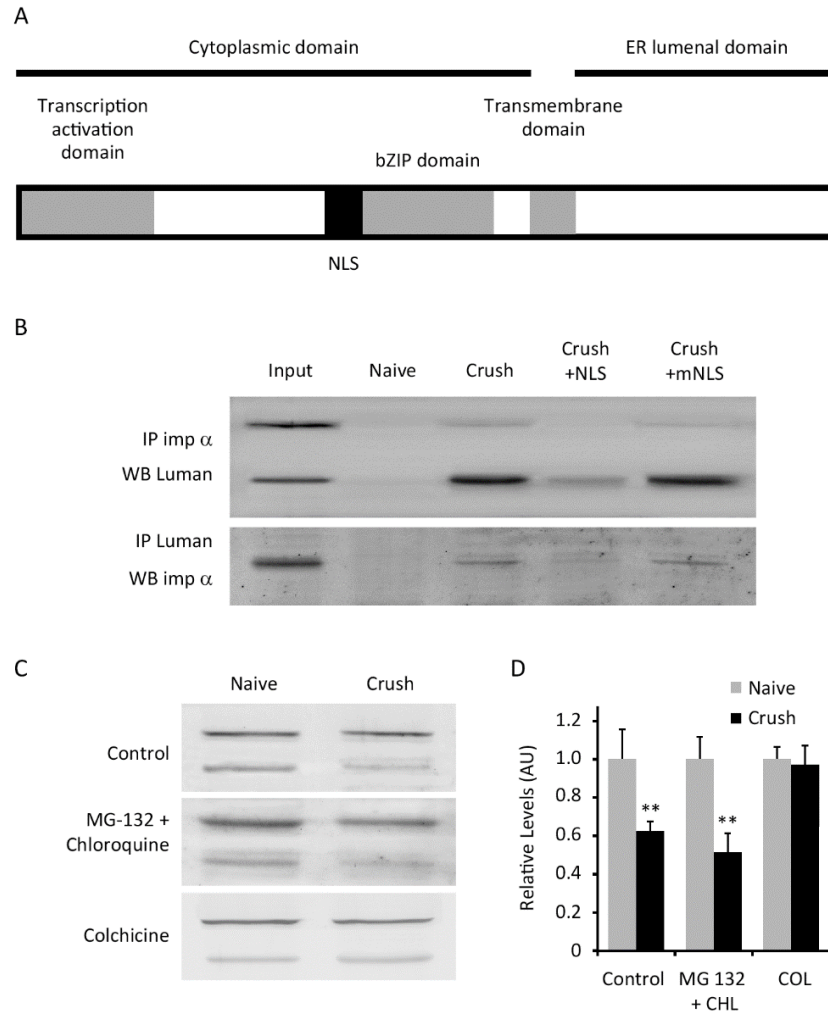 A
Cytoplasmic domain
ER lumenal domain
Transcription
activation
domain
Transmembrane
domain
bZIP domain
NLS
B
Input
Naive
Crush
Crush
+NLS
Crush
+mNLS
IP imp α
WB Luman
IP Luman
WB imp α
C
Naive
Crush
Control
MG-132 +
Chloroquine
Colchicine
D
Naive
Crush
Relative Levels (AU)
1.2
1.0
0.8
0.6
0.4
0.2
0
**
**
Control
MG 132
+ CHL
COL